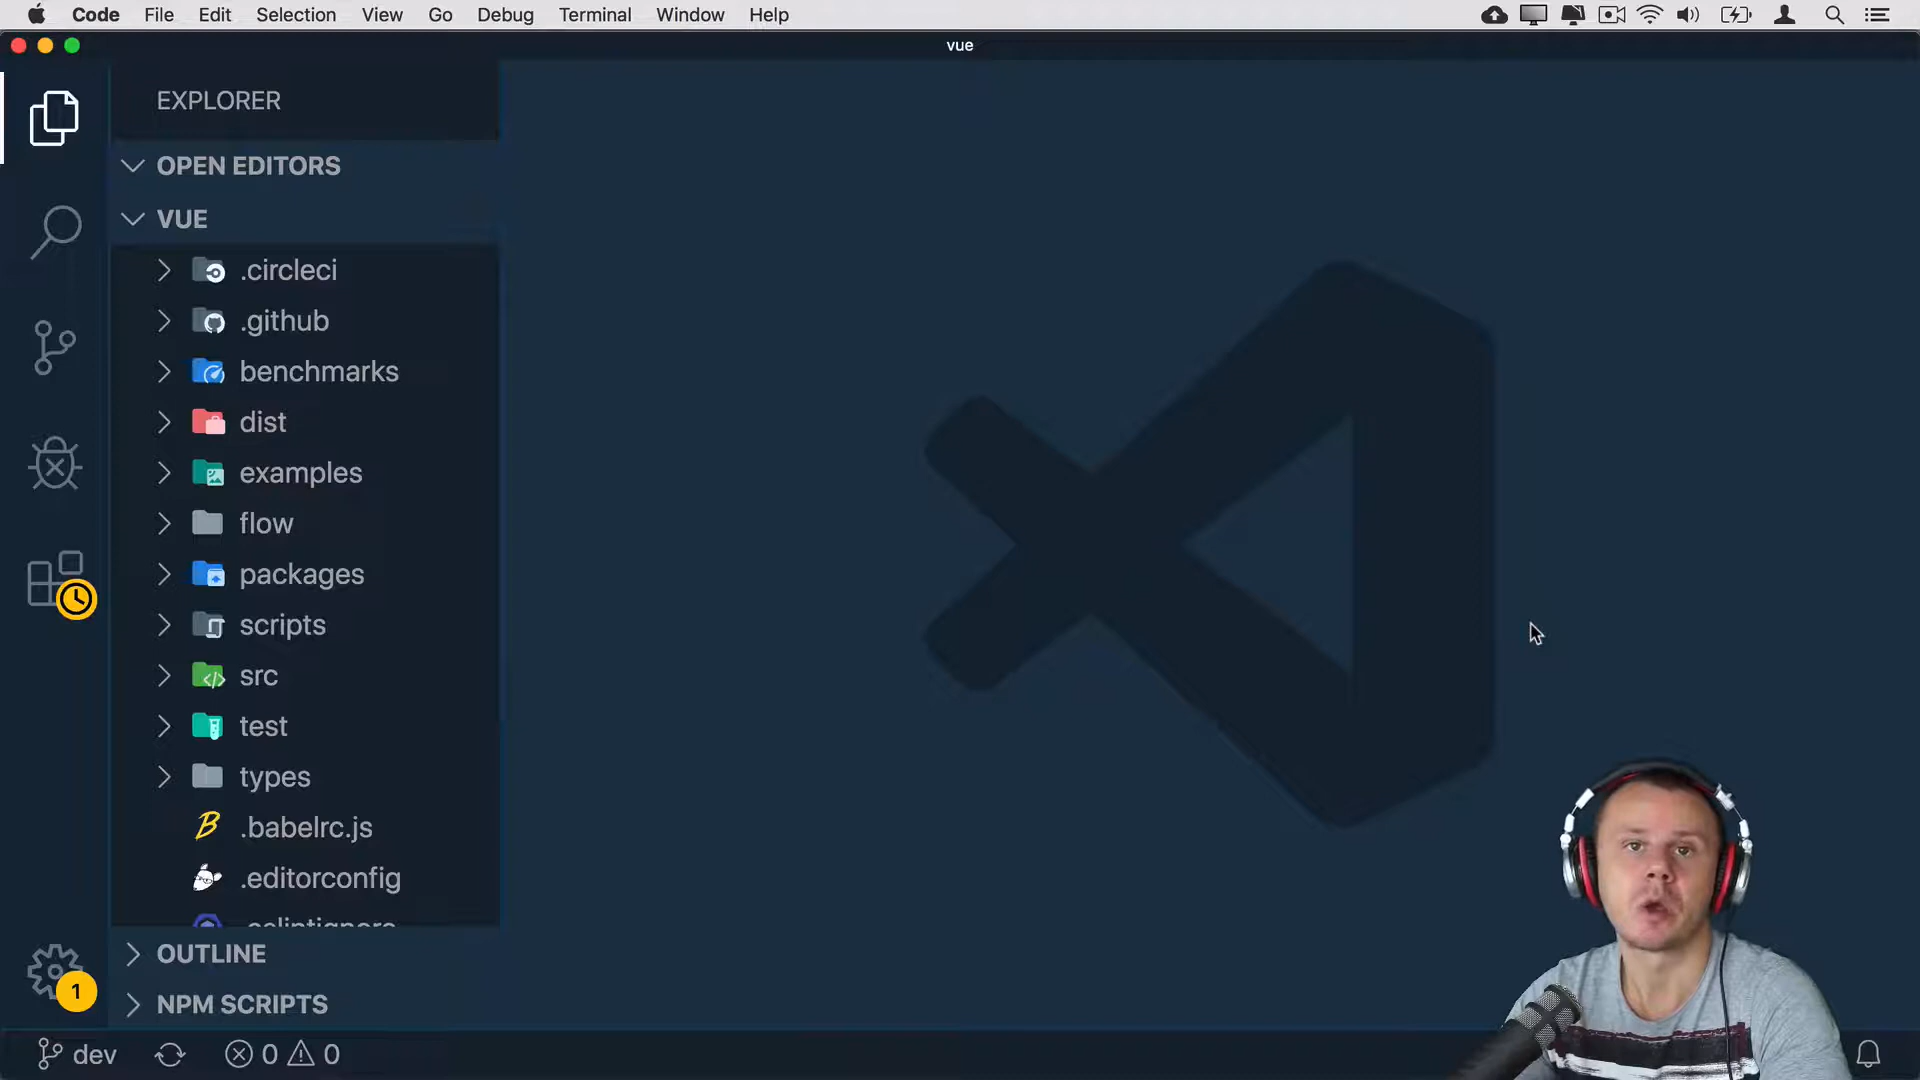 Code File Edit Selection View Go Debug Terminal Window Help
vue
EXPLORER
OPEN EDITORS
VUE
.circleci
.github
benchmarks
dist
examples
flow
packages
scripts
src
test
types
.babelrc.js
.editorconfig
.eslintignore
OUTLINE
1
NPM SCRIPTS
dev 0 0